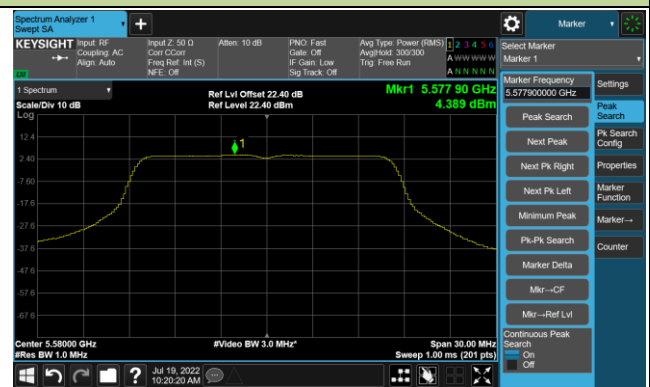 Spectrum Analyzer 1
Swept SA
+
Marker
KEYSIGHT
Input: RF
Coupling: AC
Align: Auto
Input Z: 50 Ω
Corr CCorr
Freq Ref: Int (S)
NFE: Off
Atten: 10 dB
PNO: Fast
Gate: Off
IF Gain: Low
Sig Track: Off
Avg Type: Power (RMS)
Avg|Hold: 300/300
Trig: Free Run
1 2 3 4 5 6
A W W W W W
A N N N N N
LXI
1 Spectrum
Scale/Div 10 dB
Log
Ref Lvl Offset 22.40 dB
Ref Level 22.40 dBm
Mkr1 5.577 90 GHz
4.389 dBm
1
12.4
2.40
-7.60
-17.6
-27.6
-37.6
-47.6
-57.6
-67.6
Center 5.58000 GHz
#Res BW 1.0 MHz
#Video BW 3.0 MHz*
Span 30.00 MHz
Sweep 1.00 ms (201 pts)
Jul 19, 2022
10:20:20 AM
?
Select Marker
Marker 1
Marker Frequency
5.577900000 GHz
Peak Search
Next Peak
Next Pk Right
Next Pk Left
Minimum Peak
Pk-Pk Search
Marker Delta
Mkr→CF
Mkr→Ref Lvl
Continuous Peak
Search
On
Off
Settings
Peak
Search
Pk Search
Config
Properties
Marker
Function
Marker→
Counter